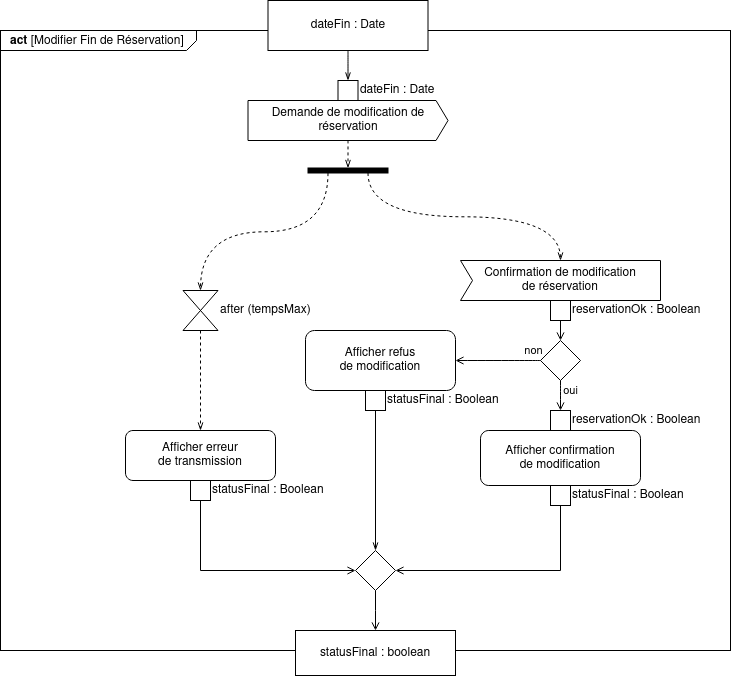 dateFin : Date
act [Modifier Fin de Réservation]
dateFin : Date
Demande de modification de
réservation
Confirmation de modification
de réservation
after (tempsMax)
reservationOk : Boolean
Afficher refus
de modification
non
oui
statusFinal : Boolean
reservationOk : Boolean
Afficher erreur
de transmission
Afficher confirmation
de modification
statusFinal : Boolean
statusFinal : Boolean
statusFinal : boolean